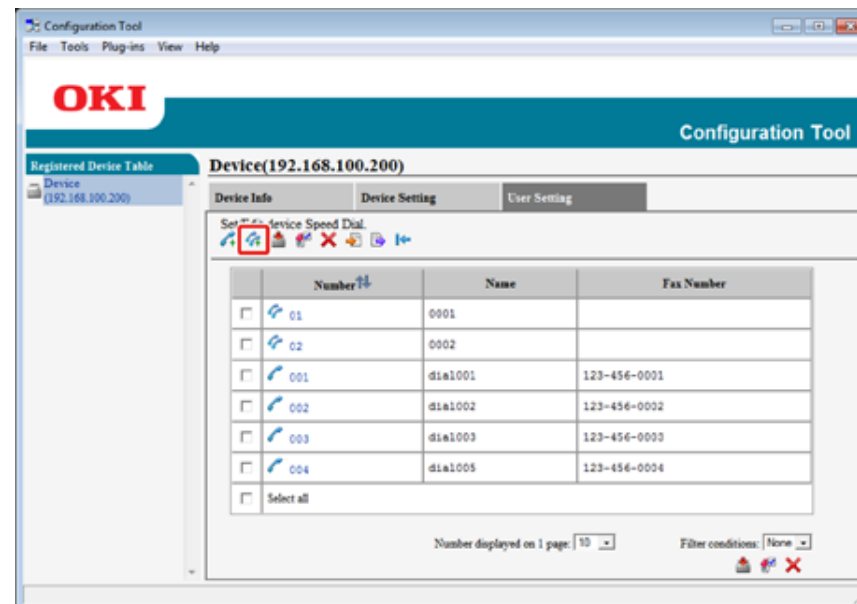 Configuration Tool
File Tools Plug-ins View Help
OKI
Configuration Tool
Registered Device Table
Device
(192.168.100.200)
Device(192.168.100.200)
Device Info Device Setting User Setting
device Speed Dial.
Number Name Fax Number
01 0001
02 0002
001 dial001 123-456-0001
002 dial002 123-456-0002
003 dial003 123-456-0003
004 dial005 123-456-0004
Select all
Number displayed on 1 page: 10 Filter conditions: None